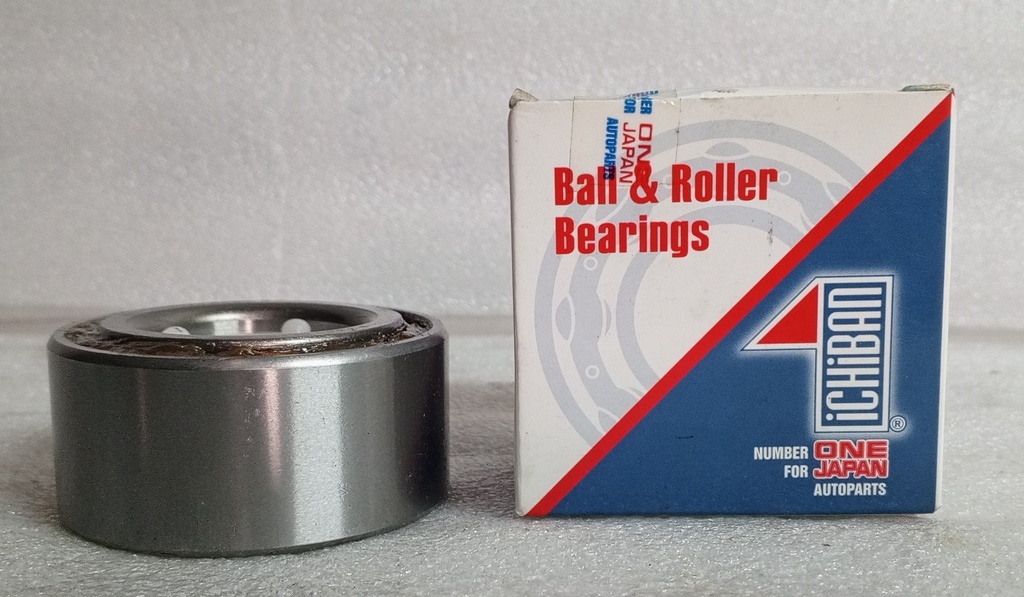 ONE
JAPAN
AUTOPARTS
Ball & Roller
Bearings
iCHiBAN
®
NUMBER ONE
FOR JAPAN
AUTOPARTS